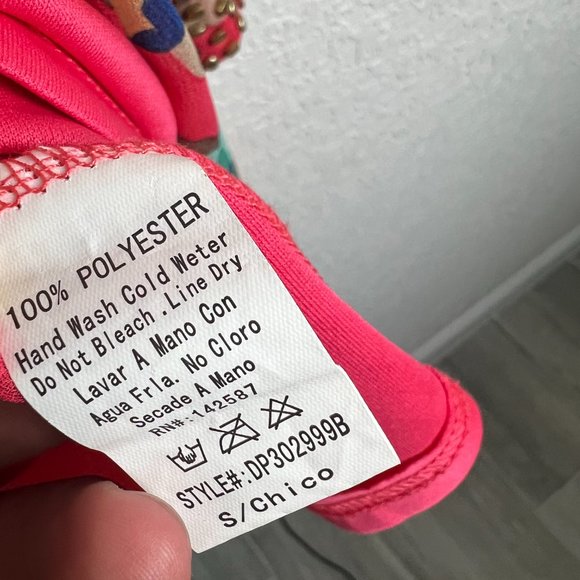 100% POLYESTER
Hand Wash Cold Weter
Do Not Bleach .Line Dry
Lavar A Mano Con
Agua Frla. No Cloro
Secade A Mano
RN#:142587
STYLE#:DP302999B
S/Chico